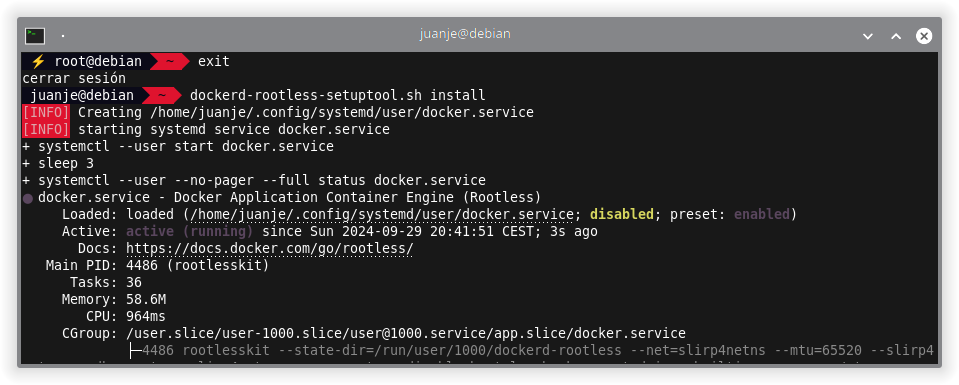 juanje@debian
⚡ root@debian ~ exit
cerrar sesión
juanje@debian ~ dockerd-rootless-setuptool.sh install
[INFO] Creating /home/juanje/.config/systemd/user/docker.service
[INFO] starting systemd service docker.service
+ systemctl --user start docker.service
+ sleep 3
+ systemctl --user --no-pager --full status docker.service
● docker.service - Docker Application Container Engine (Rootless)
Loaded: loaded (/home/juanje/.config/systemd/user/docker.service; disabled; preset: enabled)
Active: active (running) since Sun 2024-09-29 20:41:51 CEST; 3s ago
Docs: https://docs.docker.com/go/rootless/
Main PID: 4486 (rootlesskit)
Tasks: 36
Memory: 58.6M
CPU: 964ms
CGroup: /user.slice/user-1000.slice/user@1000.service/app.slice/docker.service
├─4486 rootlesskit --state-dir=/run/user/1000/dockerd-rootless --net=slirp4netns --mtu=65520 --slirp4